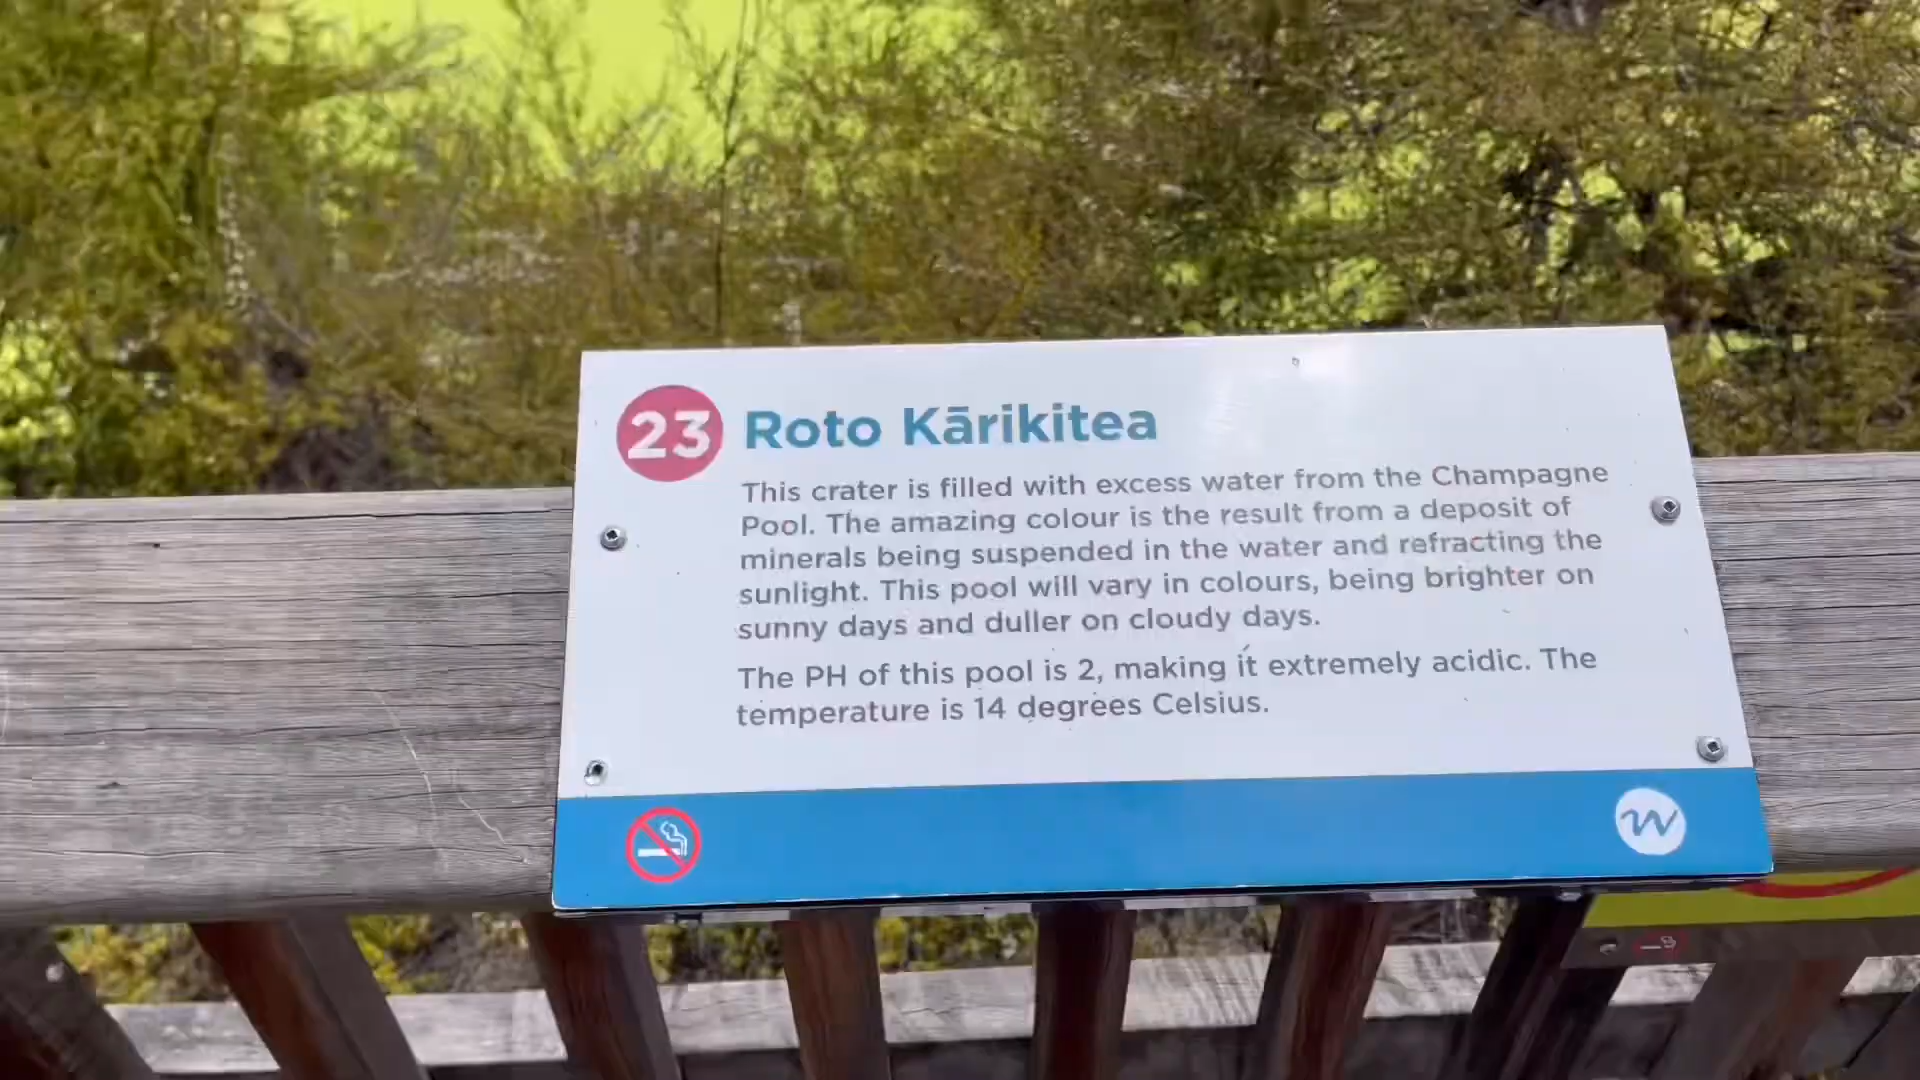 23 Roto Kārikitea
This crater is filled with excess water from the Champagne
Pool. The amazing colour is the result from a deposit of
minerals being suspended in the water and refracting the
sunlight. This pool will vary in colours, being brighter on
sunny days and duller on cloudy days.
The PH of this pool is 2, making it extremely acidic. The
temperature is 14 degrees Celsius.
w